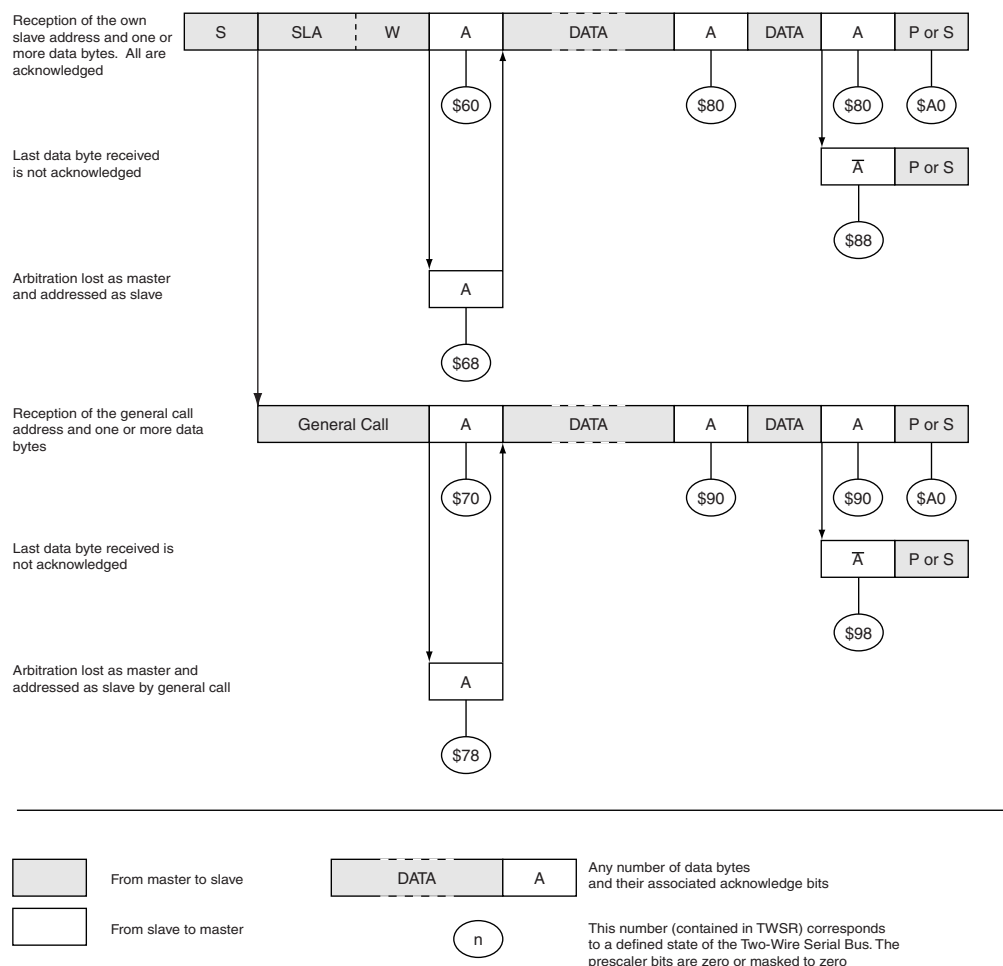 Reception of the own
slave address and one or
more data bytes. All are
acknowledged
S SLA W A DATA A DATA A P or S
$60 $80 $80 $A0
Last data byte received
is not acknowledged
A̅ P or S
$88
Arbitration lost as master
and addressed as slave
A
$68
Reception of the general call
address and one or more data
bytes
General Call A DATA A DATA A P or S
$70 $90 $90 $A0
Last data byte received is
not acknowledged
A̅ P or S
$98
Arbitration lost as master and
addressed as slave by general call
A
$78
From master to slave
DATA A
Any number of data bytes
and their associated acknowledge bits
From slave to master
n
This number (contained in TWSR) corresponds
to a defined state of the Two-Wire Serial Bus. The
prescaler bits are zero or masked to zero